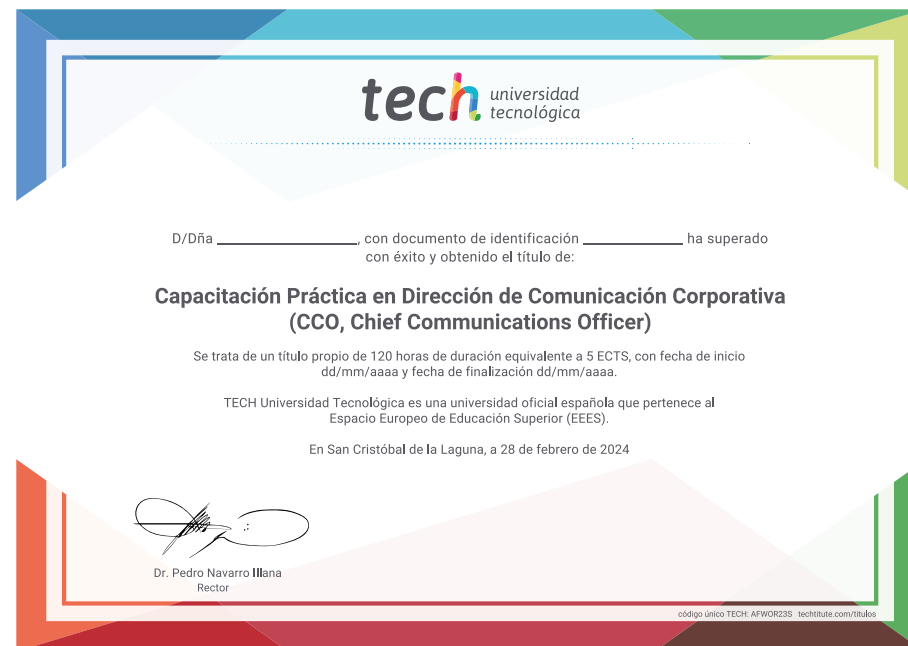 tech universidad
tecnológica
D/Dña ____________________, con documento de identificación ______________ ha superado
con éxito y obtenido el título de:
Capacitación Práctica en Dirección de Comunicación Corporativa
(CCO, Chief Communications Officer)
Se trata de un título propio de 120 horas de duración equivalente a 5 ECTS, con fecha de inicio
dd/mm/aaaa y fecha de finalización dd/mm/aaaa.
TECH Universidad Tecnológica es una universidad oficial española que pertenece al
Espacio Europeo de Educación Superior (EEES).
En San Cristóbal de la Laguna, a 28 de febrero de 2024
Dr. Pedro Navarro Illana
Rector
código único TECH: AFWOR23S techtitute.com/titulos